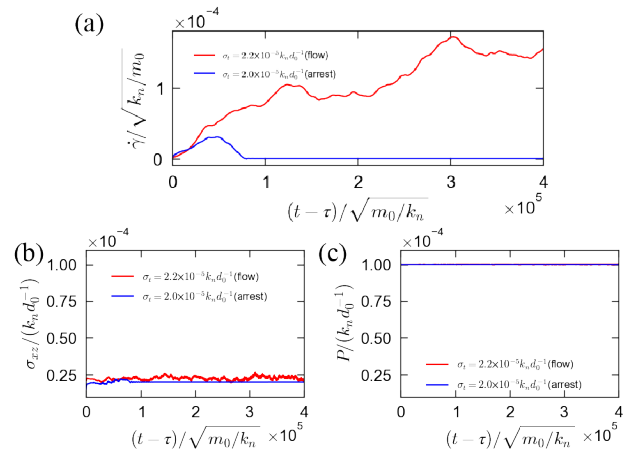 (a)
×10⁻⁴
σₜ = 2.2×10⁻⁵kₙd₀⁻¹(flow)
σₜ = 2.0×10⁻⁵kₙd₀⁻¹(arrest)
1
0
γ̇/√kₙ/m₀
0 1 2 3 4
(t − τ)/√m₀/kₙ ×10⁵
(b)
×10⁻⁴
1.00
0.75
0.50
0.25
σₓz/(kₙd₀⁻¹)
σₜ = 2.2×10⁻⁵kₙd₀⁻¹(flow)
σₜ = 2.0×10⁻⁵kₙd₀⁻¹(arrest)
0 1 2 3 4
(t − τ)/√m₀/kₙ ×10⁵
(c)
×10⁻⁴
1.00
0.75
0.50
0.25
P/(kₙd₀⁻¹)
σₜ = 2.2×10⁻⁵kₙd₀⁻¹(flow)
σₜ = 2.0×10⁻⁵kₙd₀⁻¹(arrest)
0 1 2 3 4
(t − τ)/√m₀/kₙ ×10⁵